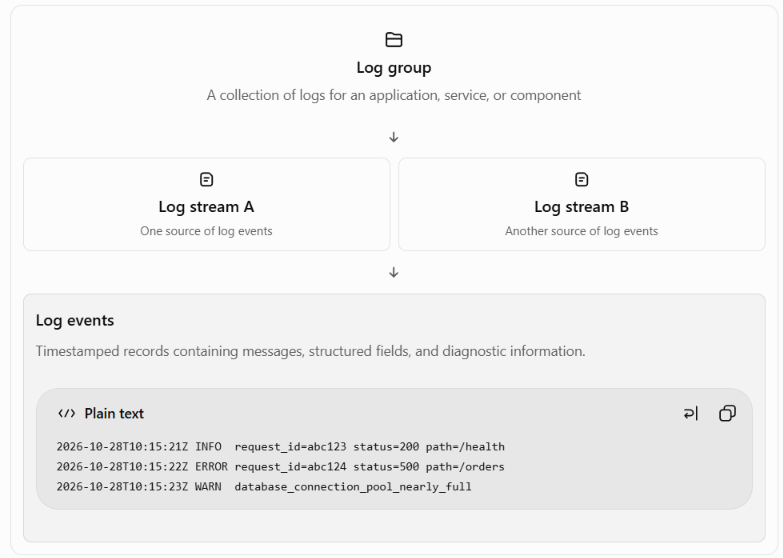 Log group
A collection of logs for an application, service, or component
Log stream A
One source of log events
Log stream B
Another source of log events
Log events
Timestamped records containing messages, structured fields, and diagnostic information.
Plain text
2026-10-28T10:15:21Z INFO  request_id=abc123 status=200 path=/health
2026-10-28T10:15:22Z ERROR request_id=abc124 status=500 path=/orders
2026-10-28T10:15:23Z WARN  database_connection_pool_nearly_full